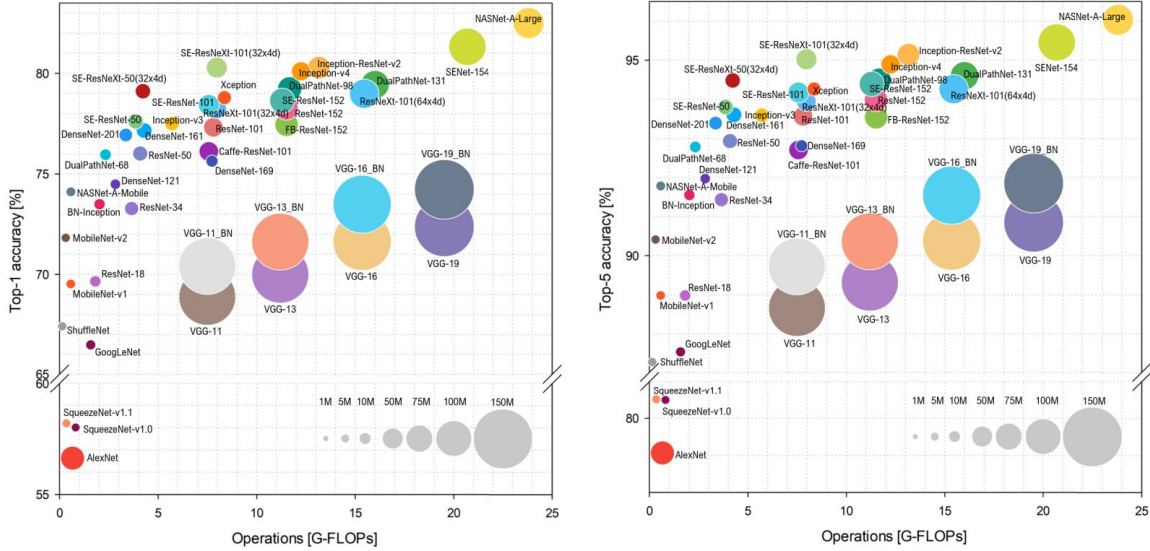 Top-1 accuracy [%]
80
75
70
65
60
55
NASNet-A-Large
SENet-154
SE-ResNeXt-101(32x4d)
Inception-ResNet-v2
Inception-v4
SE-ResNeXt-50(32x4d)
Xception
DualPathNet-98
DualPathNet-131
SE-ResNet-101
SE-ResNet-152
ResNeXt-101(64x4d)
ResNeXt-101(32x4d)
ResNet-152
SE-ResNet-50
Inception-v3
DenseNet-201
DenseNet-161
ResNet-101
FB-ResNet-152
ResNet-50
Caffe-ResNet-101
DualPathNet-68
DenseNet-169
DenseNet-121
NASNet-A-Mobile
BN-Inception
ResNet-34
VGG-16_BN
VGG-19_BN
VGG-13_BN
VGG-11_BN
MobileNet-v2
VGG-16
VGG-19
ResNet-18
MobileNet-v1
VGG-13
VGG-11
ShuffleNet
GoogLeNet
SqueezeNet-v1.1
SqueezeNet-v1.0
AlexNet
1M 5M 10M 50M 75M 100M 150M
0 5 10 15 20 25
Operations [G-FLOPs]
Top-5 accuracy [%]
95
90
80
NASNet-A-Large
SENet-154
SE-ResNeXt-101(32x4d)
Inception-ResNet-v2
Inception-v4
SE-ResNeXt-50(32x4d)
DualPathNet-98
DualPathNet-131
Xception
SE-ResNet-101
SE-ResNet-152
ResNeXt-101(64x4d)
ResNet-152
ResNeXt-101(32x4d)
SE-ResNet-50
Inception-v3
DenseNet-201
DenseNet-161
ResNet-101
FB-ResNet-152
ResNet-50
DenseNet-169
DualPathNet-68
Caffe-ResNet-101
DenseNet-121
NASNet-A-Mobile
BN-Inception
ResNet-34
VGG-16_BN
VGG-19_BN
VGG-13_BN
VGG-11_BN
MobileNet-v2
VGG-16
VGG-19
ResNet-18
MobileNet-v1
VGG-13
VGG-11
GoogLeNet
ShuffleNet
SqueezeNet-v1.1
SqueezeNet-v1.0
AlexNet
1M 5M 10M 50M 75M 100M 150M
0 5 10 15 20 25
Operations [G-FLOPs]